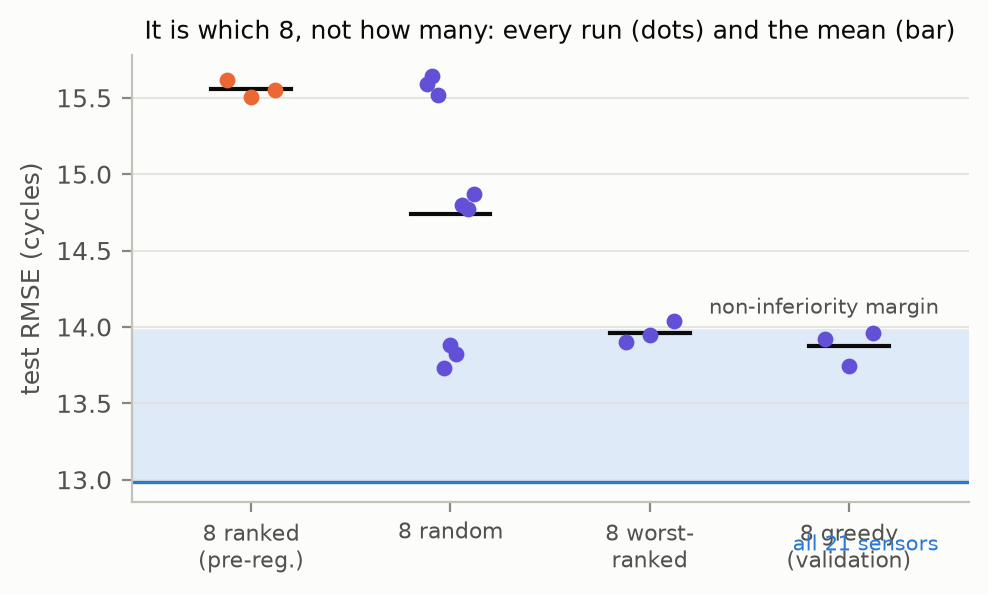 It is which 8, not how many: every run (dots) and the mean (bar)
test RMSE (cycles)
15.5
15.0
14.5
14.0
13.5
13.0
non-inferiority margin
8 ranked
(pre-reg.)
8 random
8 worst-
ranked
8 greedy
(validation)
all 21 sensors